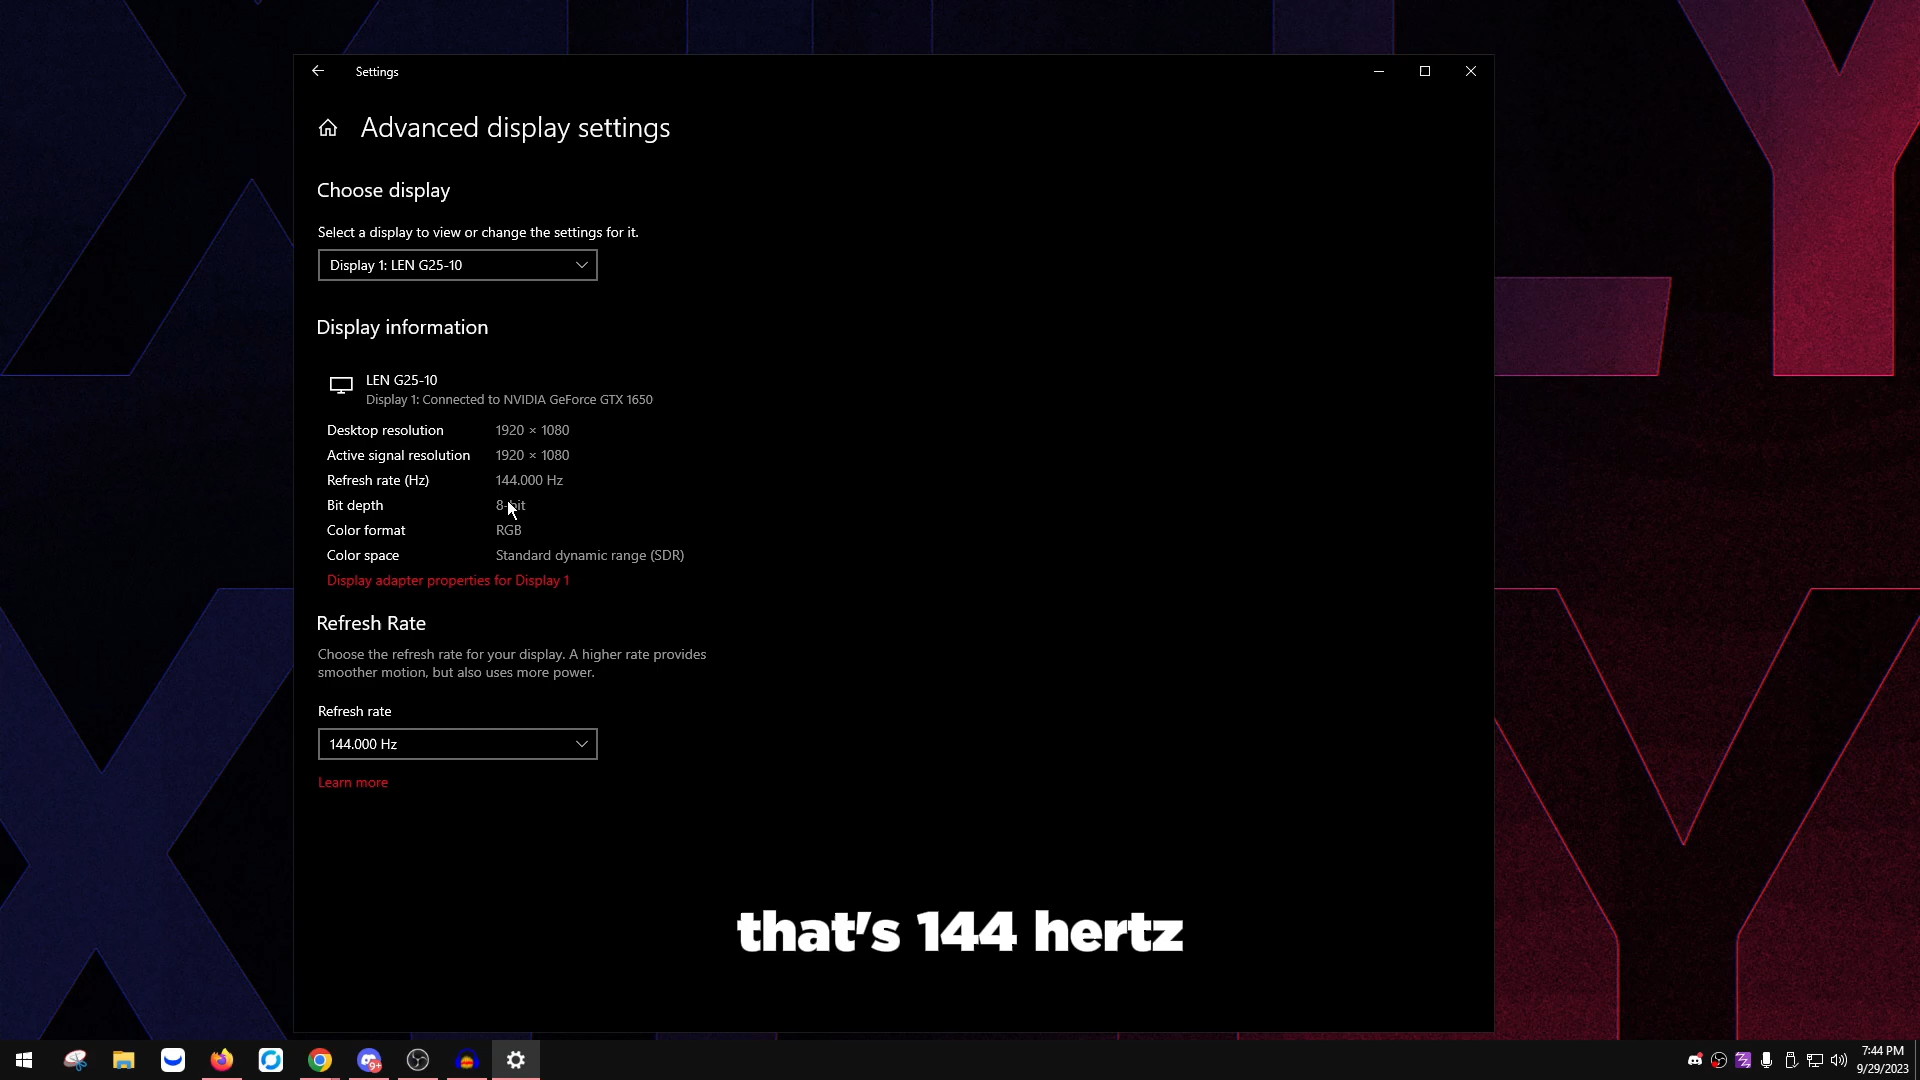 Settings
Advanced display settings
Choose display
Select a display to view or change the settings for it.
Display 1: LEN G25-10
Display information
LEN G25-10
Display 1: Connected to NVIDIA GeForce GTX 1650
Desktop resolution 1920 × 1080
Active signal resolution 1920 × 1080
Refresh rate (Hz) 144.000 Hz
Bit depth 8-bit
Color format RGB
Color space Standard dynamic range (SDR)
Display adapter properties for Display 1
Refresh Rate
Choose the refresh rate for your display. A higher rate provides
smoother motion, but also uses more power.
Refresh rate
144.000 Hz
Learn more
that's 144 hertz
9+
7:44 PM
9/29/2023